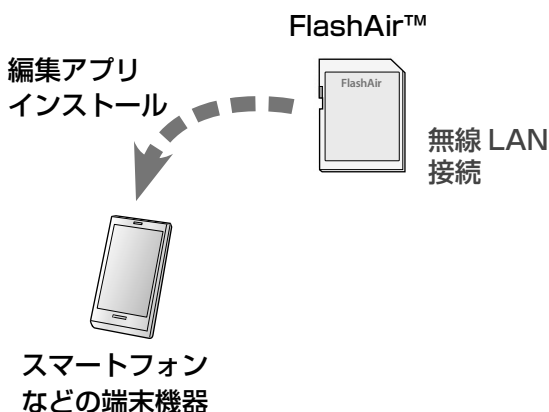 FlashAir™
編集アプリ
インストール
FlashAir
無線 LAN
接続
スマートフォン
などの端末機器